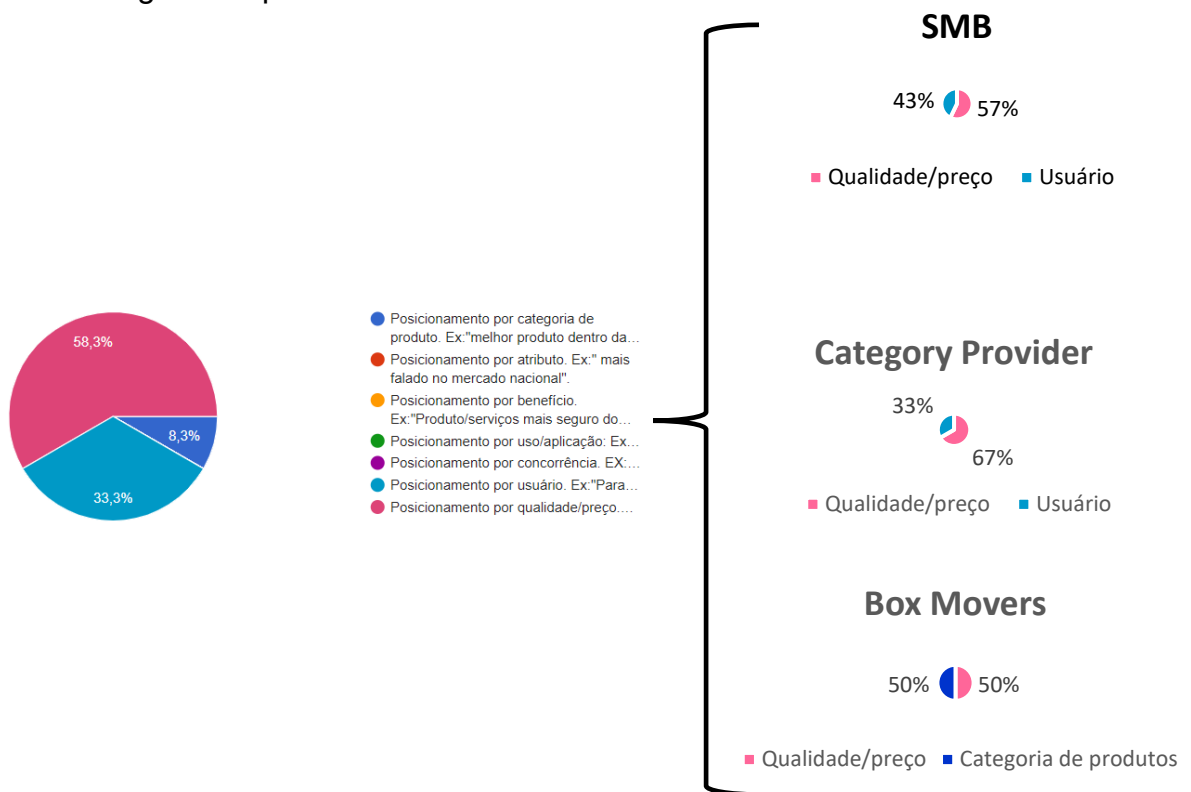 SMB
43%
57%
Qualidade/preço
Usuário
58,3%
8,3%
33,3%
Posicionamento por categoria de
produto. Ex:"melhor produto dentro da…
Posicionamento por atributo. Ex:" mais
falado no mercado nacional".
Posicionamento por benefício.
Ex:"Produto/serviços mais seguro do…
Posicionamento por uso/aplicação: Ex…
Posicionamento por concorrência. EX:…
Posicionamento por usuário. Ex:"Para…
Posicionamento por qualidade/preço.…
Category Provider
33%
67%
Qualidade/preço
Usuário
Box Movers
50%
50%
Qualidade/preço
Categoria de produtos